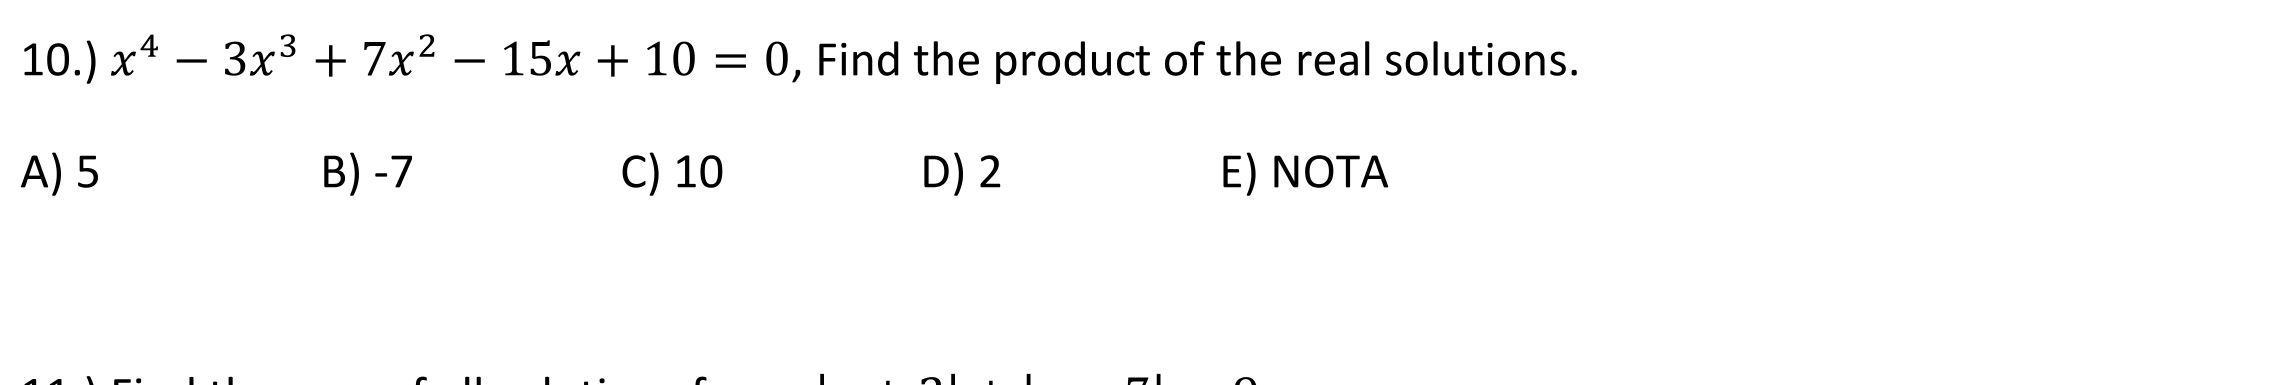 10.) x⁴ − 3x³ + 7x² − 15x + 10 = 0, Find the product of the real solutions.
A) 5 B) -7 C) 10 D) 2 E) NOTA